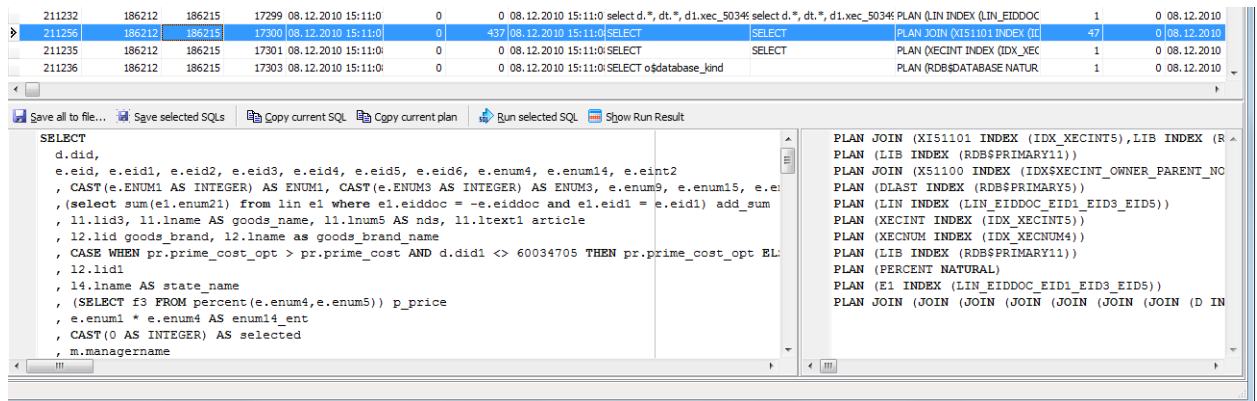 211232 186212 186215 17299 08.12.2010 15:11:0 0 0 08.12.2010 15:11:0 select d.*, dt.*, d1.xec_5034 select d.*, dt.*, d1.xec_5034 PLAN (LIN INDEX (LIN_EIDDOC 1 0 08.12.2010
211256 186212 186215 17300 08.12.2010 15:11:0 0 437 08.12.2010 15:11:0 SELECT SELECT PLAN JOIN (XI51101 INDEX (ID 47 0 08.12.2010
211235 186212 186215 17301 08.12.2010 15:11:0 0 0 08.12.2010 15:11:0 SELECT SELECT PLAN (XECINT INDEX (IDX_XEC 1 0 08.12.2010
211236 186212 186215 17303 08.12.2010 15:11:0 0 0 08.12.2010 15:11:0 SELECT o$database_kind PLAN (RDB$DATABASE NATUR 1 0 08.12.2010
Save all to file... Save selected SQLs Copy current SQL Copy current plan Run selected SQL Show Run Result
SELECT
d.did,
e.eid, e.eid1, e.eid2, e.eid3, e.eid4, e.eid5, e.eid6, e.enum4, e.enum14, e.eint2
, CAST(e.ENUM1 AS INTEGER) AS ENUM1, CAST(e.ENUM3 AS INTEGER) AS ENUM3, e.enum9, e.enum15, e.e
,(select sum(e1.enum21) from lin e1 where e1.eiddoc = -e.eiddoc and e1.eid1 = e.eid1) add_sum
, l1.lid3, l1.lname AS goods_name, l1.lnum5 AS nds, l1.ltext1 article
, l2.lid goods_brand, l2.lname as goods_brand_name
, CASE WHEN pr.prime_cost_opt > pr.prime_cost AND d.did1 <> 60034705 THEN pr.prime_cost_opt EL
, l2.lid1
, l4.lname AS state_name
, (SELECT f3 FROM percent(e.enum4,e.enum5)) p_price
, e.enum1 * e.enum4 AS enum14_ent
, CAST(0 AS INTEGER) AS selected
, m.managername
PLAN JOIN (XI51101 INDEX (IDX_XECINT5),LIB INDEX (R
PLAN (LIB INDEX (RDB$PRIMARY11))
PLAN JOIN (X51100 INDEX (IDX$XECINT_OWNER_PARENT_NO
PLAN (DLAST INDEX (RDB$PRIMARY5))
PLAN (LIN INDEX (LIN_EIDDOC_EID1_EID3_EID5))
PLAN (XECINT INDEX (IDX_XECINT5))
PLAN (XECNUM INDEX (IDX_XECNUM4))
PLAN (LIB INDEX (RDB$PRIMARY11))
PLAN (PERCENT NATURAL)
PLAN (E1 INDEX (LIN_EIDDOC_EID1_EID3_EID5))
PLAN JOIN (JOIN (JOIN (JOIN (JOIN (JOIN (JOIN (D IN